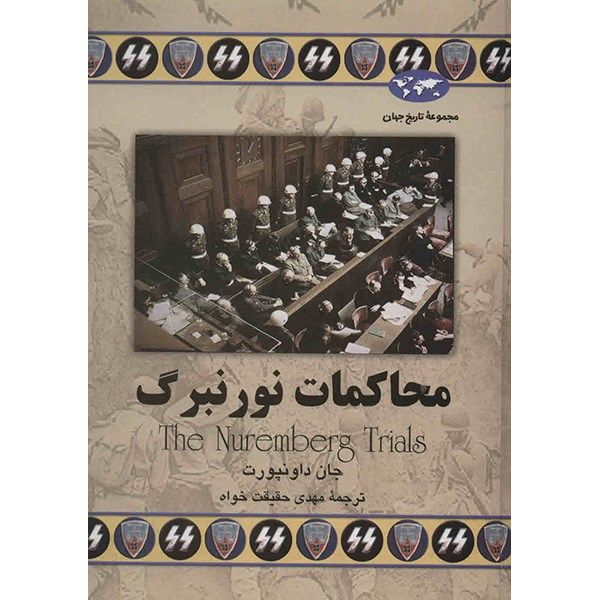 مجموعهٔ تاریخ جهان
محاکمات نورنبرگ
The Nuremberg Trials
جان داونپورت
ترجمهٔ مهدی حقیقت خواه